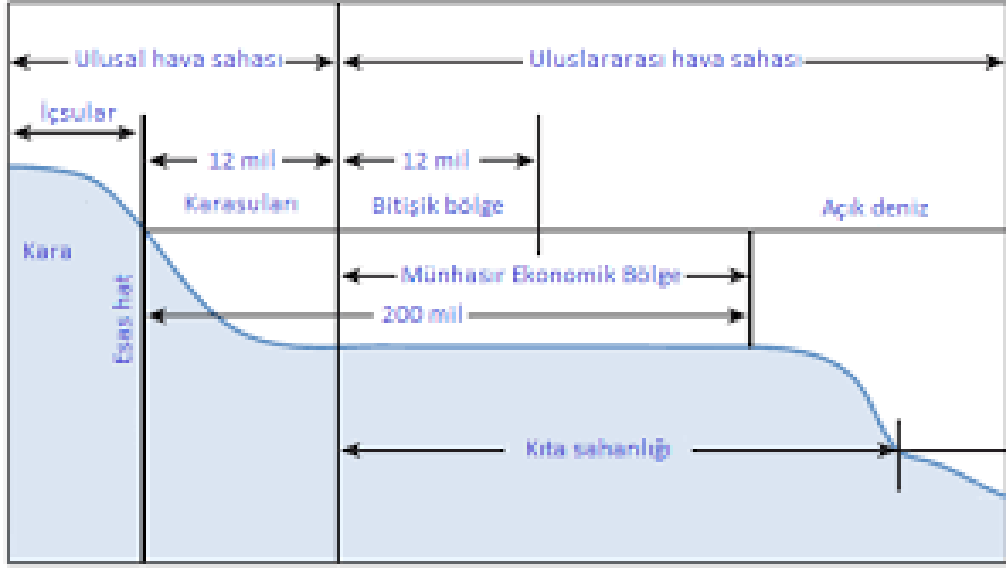 Ulusal hava sahası
Uluslararası hava sahası
İçsular
12 mil
12 mil
Karasuları
Bitişik bölge
Açık deniz
Kara
Münhasır Ekonomik Bölge
Esas hat
200 mil
Kıta sahanlığı